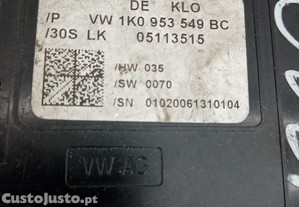 DE KLO
/P VW 1K0 953 549 BC
/30S LK 05113515
/HW 035
/SW 0070
/SN 01020061310104
VW AG
CustoJusto.pt